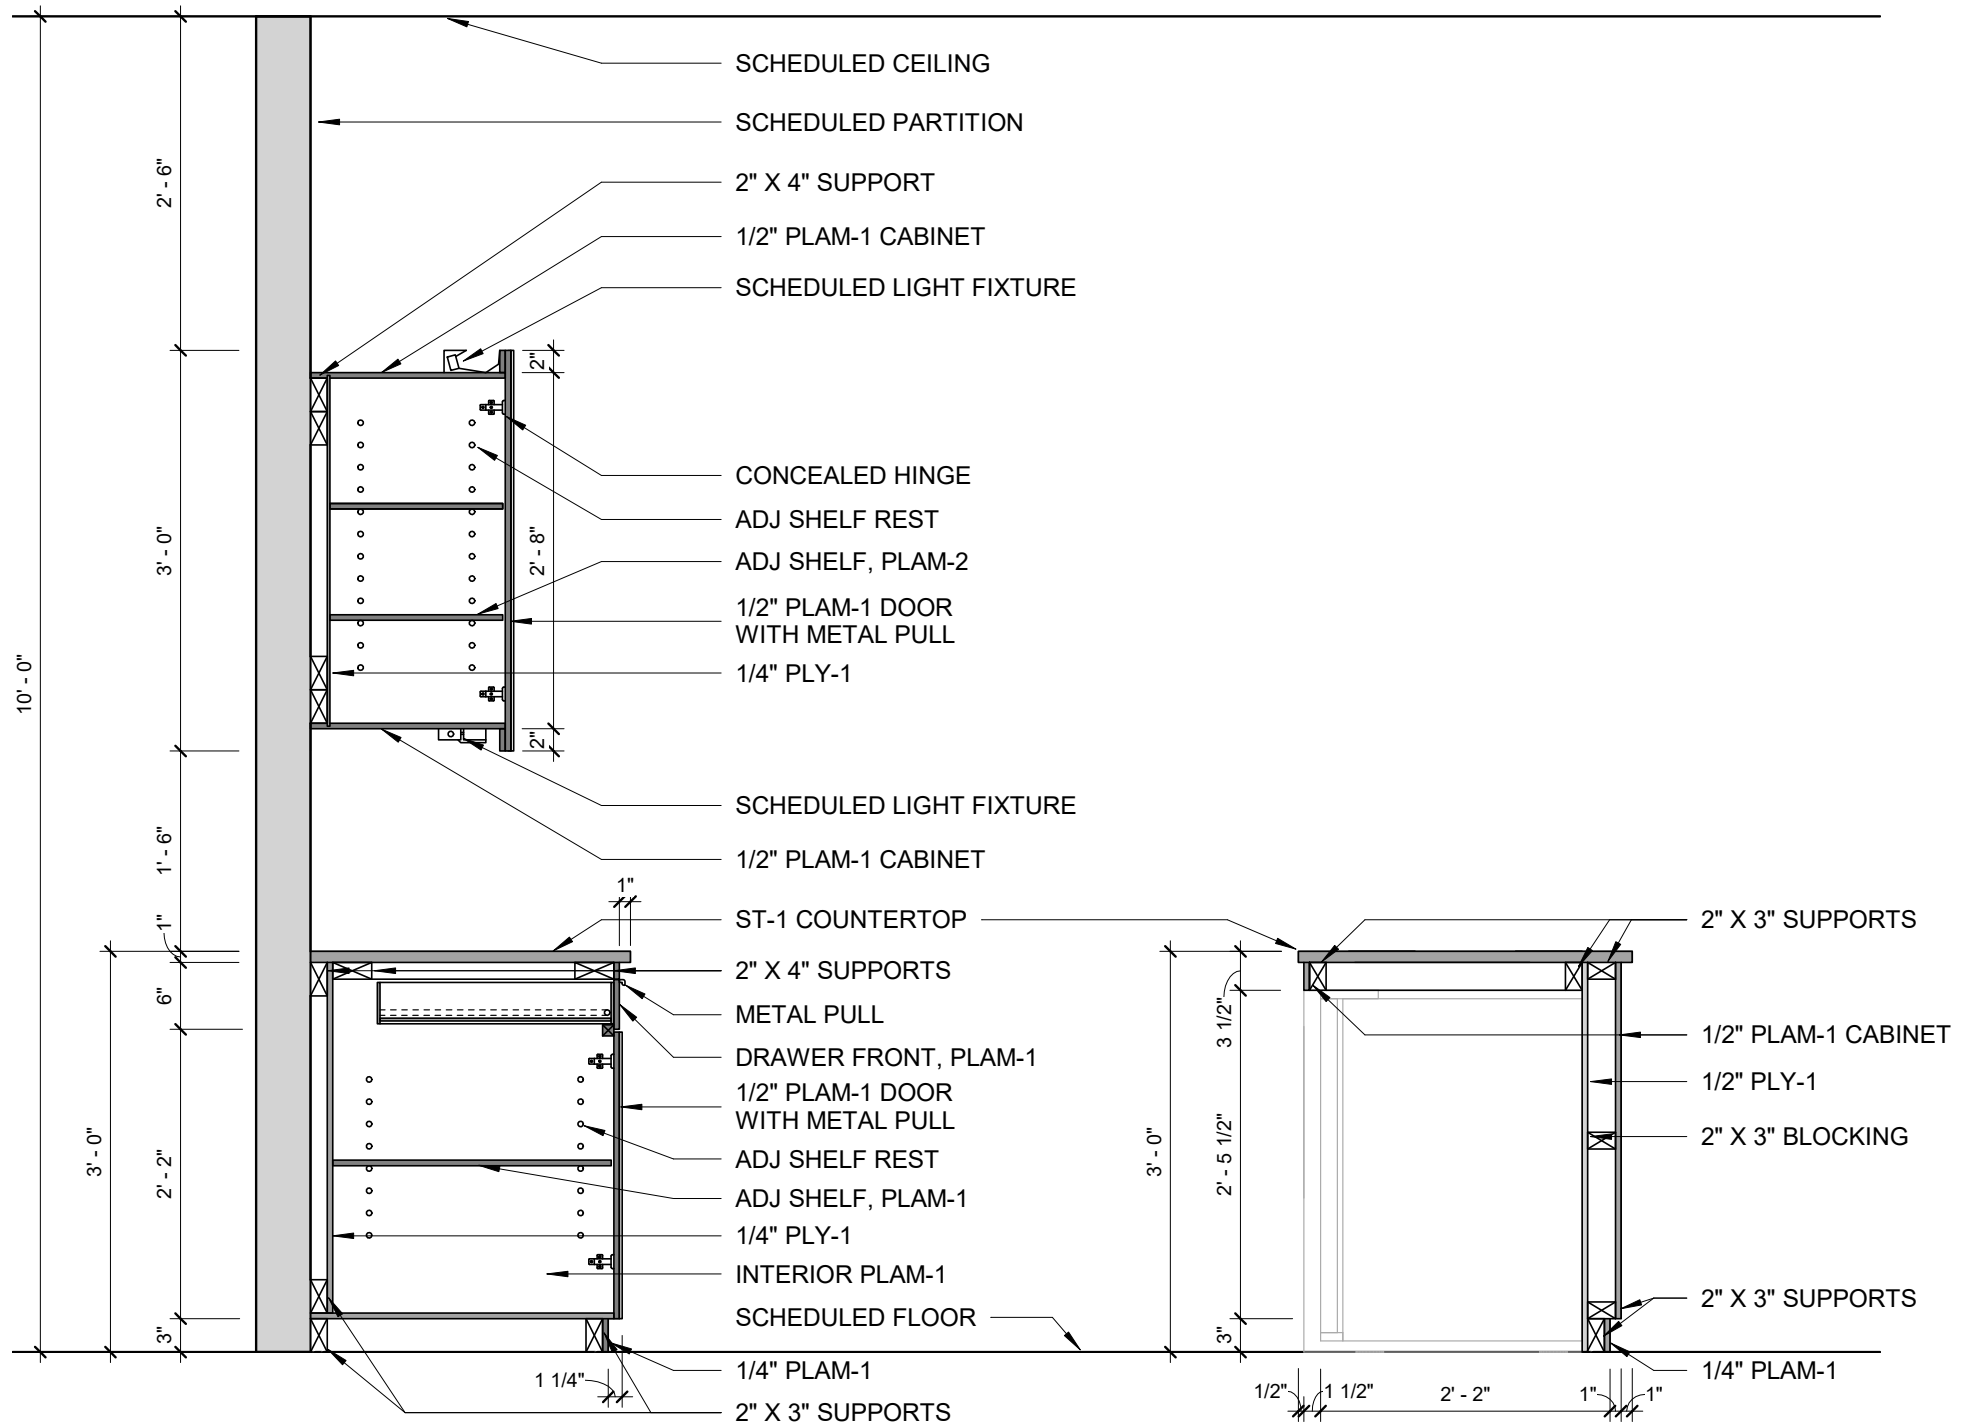 SCHEDULED CEILING
SCHEDULED PARTITION
2" X 4" SUPPORT
1/2" PLAM-1 CABINET
SCHEDULED LIGHT FIXTURE
CONCEALED HINGE
ADJ SHELF REST
ADJ SHELF, PLAM-2
1/2" PLAM-1 DOOR
WITH METAL PULL
1/4" PLY-1
SCHEDULED LIGHT FIXTURE
1/2" PLAM-1 CABINET
ST-1 COUNTERTOP
2" X 4" SUPPORTS
METAL PULL
DRAWER FRONT, PLAM-1
1/2" PLAM-1 DOOR
WITH METAL PULL
ADJ SHELF REST
ADJ SHELF, PLAM-1
1/4" PLY-1
INTERIOR PLAM-1
SCHEDULED FLOOR
1/4" PLAM-1
2" X 3" SUPPORTS
10' - 0"
2' - 6"
3' - 0"
1' - 6"
1"
6"
2' - 2"
3"
3' - 0"
2"
2' - 8"
2"
1"
1 1/4"
2" X 3" SUPPORTS
1/2" PLAM-1 CABINET
1/2" PLY-1
2" X 3" BLOCKING
2" X 3" SUPPORTS
1/4" PLAM-1
3' - 0"
3 1/2"
2' - 5 1/2"
3"
1/2"
1 1/2"
2' - 2"
1"
1"